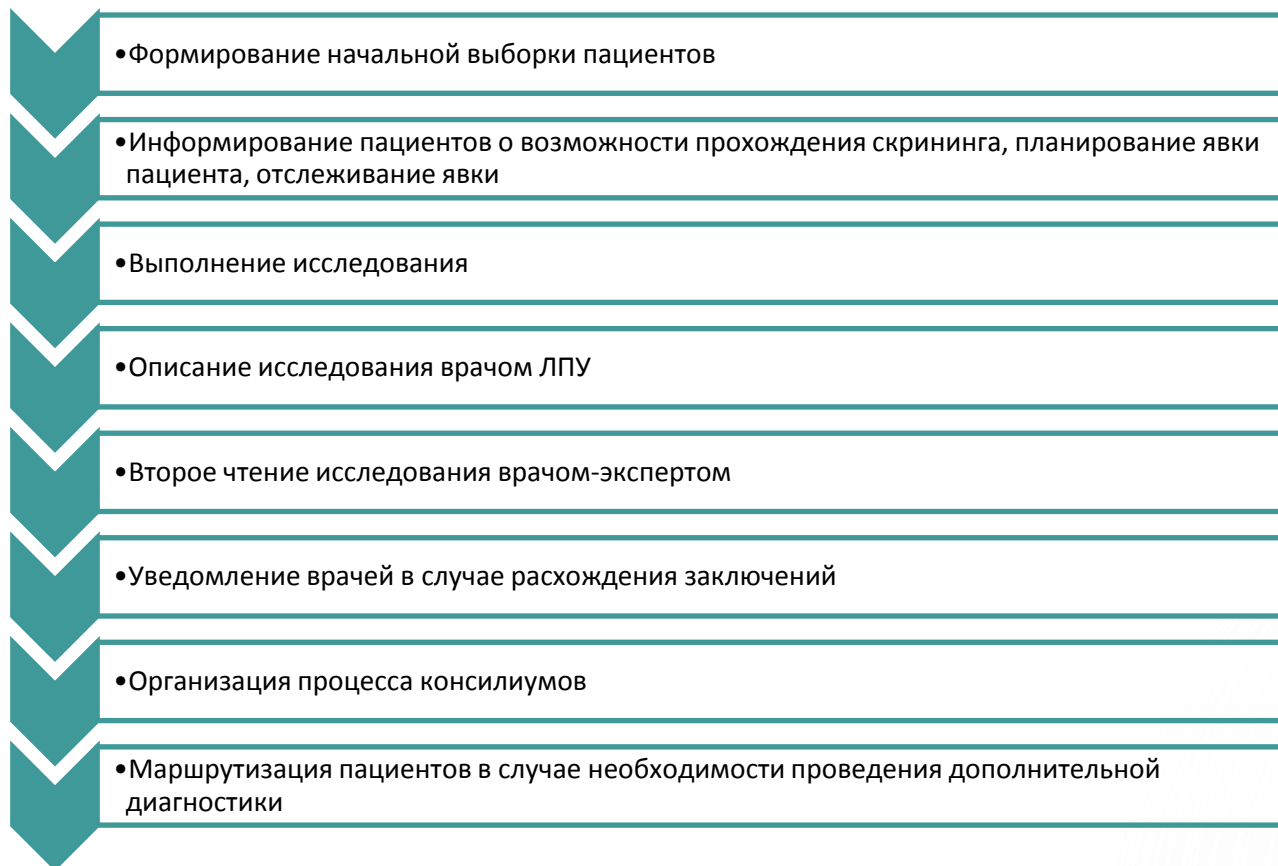 •Формирование начальной выборки пациентов
•Информирование пациентов о возможности прохождения скрининга, планирование явки
пациента, отслеживание явки
•Выполнение исследования
•Описание исследования врачом ЛПУ
•Второе чтение исследования врачом-экспертом
•Уведомление врачей в случае расхождения заключений
•Организация процесса консилиумов
•Маршрутизация пациентов в случае необходимости проведения дополнительной
диагностики